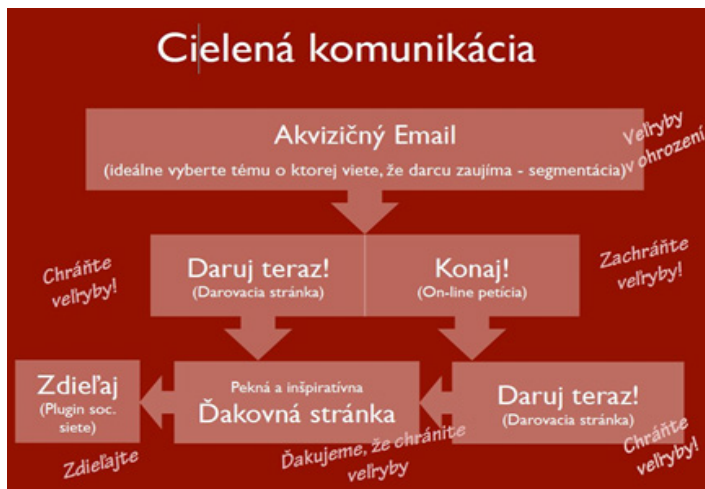 Cielená komunikácia
Akvizičný Email
(ideálne vyberte tému o ktorej viete, že darcu zaujíma - segmentácia)
Veľryby
v ohrození
Chráňte
veľryby!
Daruj teraz!
(Darovacia stránka)
Konaj!
(On-line petícia)
Zachráňte
veľryby!
Zdieľaj
(Plugin soc.
siete)
Pekná a inšpiratívna
Ďakovná stránka
Daruj teraz!
(Darovacia stránka)
Zdieľajte
Ďakujeme, že chránite
veľryby
Chráňte
veľryby!